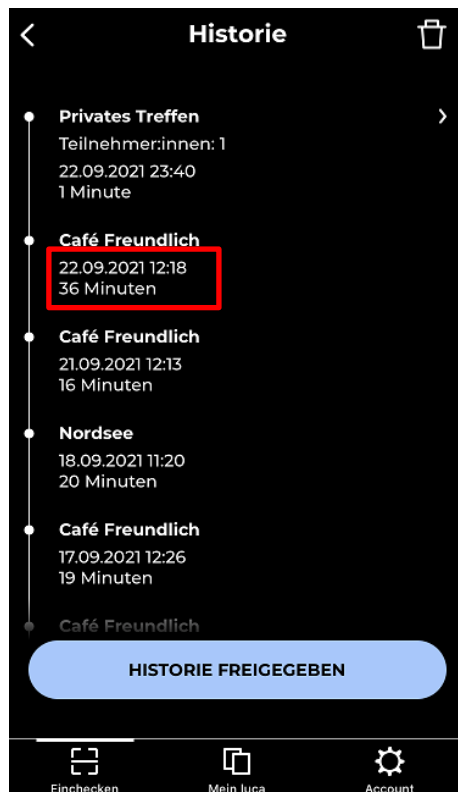 Historie
Privates Treffen
Teilnehmer:innen: 1
22.09.2021 23:40
1 Minute
Café Freundlich
22.09.2021 12:18
36 Minuten
Café Freundlich
21.09.2021 12:13
16 Minuten
Nordsee
18.09.2021 11:20
20 Minuten
Café Freundlich
17.09.2021 12:26
19 Minuten
Café Freundlich
HISTORIE FREIGEGEBEN
Einchecken Mein luca Account